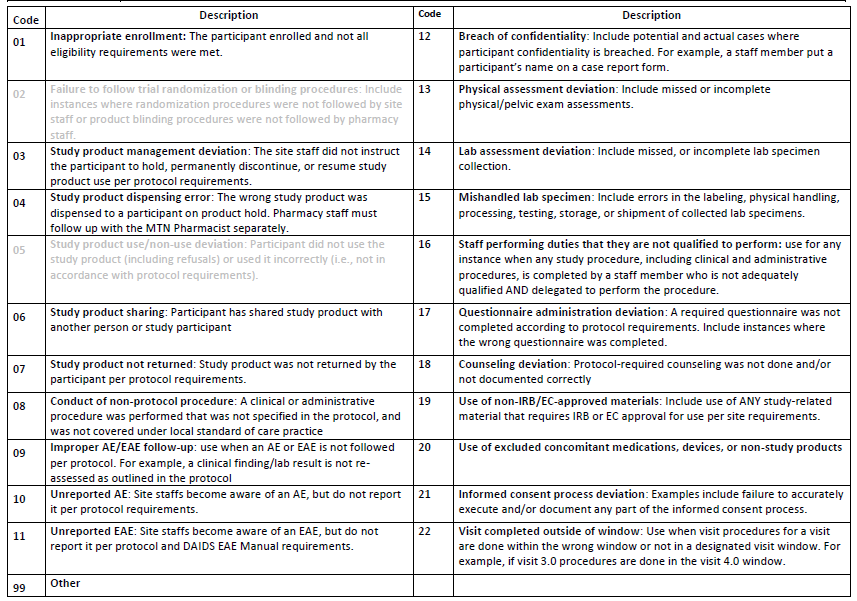 Code Description Code Description
01 Inappropriate enrollment: The participant enrolled and not all
eligibility requirements were met.
12 Breach of confidentiality: Include potential and actual cases where
participant confidentiality is breached. For example, a staff member put a
participant's name on a case report form.
02 Failure to follow trial randomization or blinding procedures: Include
instances where randomization procedures were not followed by site
staff or product blinding procedures were not followed by pharmacy
staff.
13 Physical assessment deviation: Include missed or incomplete
physical/pelvic exam assessments.
03 Study product management deviation: The site staff did not instruct
the participant to hold, permanently discontinue, or resume study
product use per protocol requirements.
14 Lab assessment deviation: Include missed, or incomplete lab specimen
collection.
04 Study product dispensing error: The wrong study product was
dispensed to a participant on product hold. Pharmacy staff must
follow up with the MTN Pharmacist separately.
15 Mishandled lab specimen: Include errors in the labeling, physical handling,
processing, testing, storage, or shipment of collected lab specimens.
05 Study product use/non-use deviation: Participant did not use the
study product (including refusals) or used it incorrectly (i.e., not in
accordance with protocol requirements).
16 Staff performing duties that they are not qualified to perform: use for any
instance when any study procedure, including clinical and administrative
procedures, is completed by a staff member who is not adequately
qualified AND delegated to perform the procedure.
06 Study product sharing: Participant has shared study product with
another person or study participant
17 Questionnaire administration deviation: A required questionnaire was not
completed according to protocol requirements. Include instances where
the wrong questionnaire was completed.
07 Study product not returned: Study product was not returned by the
participant per protocol requirements.
18 Counseling deviation: Protocol-required counseling was not done and/or
not documented correctly
08 Conduct of non-protocol procedure: A clinical or administrative
procedure was performed that was not specified in the protocol, and
was not covered under local standard of care practice
19 Use of non-IRB/EC-approved materials: Include use of ANY study-related
material that requires IRB or EC approval for use per site requirements.
09 Improper AE/EAE follow-up: use when an AE or EAE is not followed
per protocol. For example, a clinical finding/lab result is not re-
assessed as outlined in the protocol
20 Use of excluded concomitant medications, devices, or non-study products
10 Unreported AE: Site staffs become aware of an AE, but do not report
it per protocol requirements.
21 Informed consent process deviation: Examples include failure to accurately
execute and/or document any part of the informed consent process.
11 Unreported EAE: Site staffs become aware of an EAE, but do not
report it per protocol and DAIDS EAE Manual requirements.
22 Visit completed outside of window: Use when visit procedures for a visit
are done within the wrong window or not in a designated visit window. For
example, if visit 3.0 procedures are done in the visit 4.0 window.
99 Other